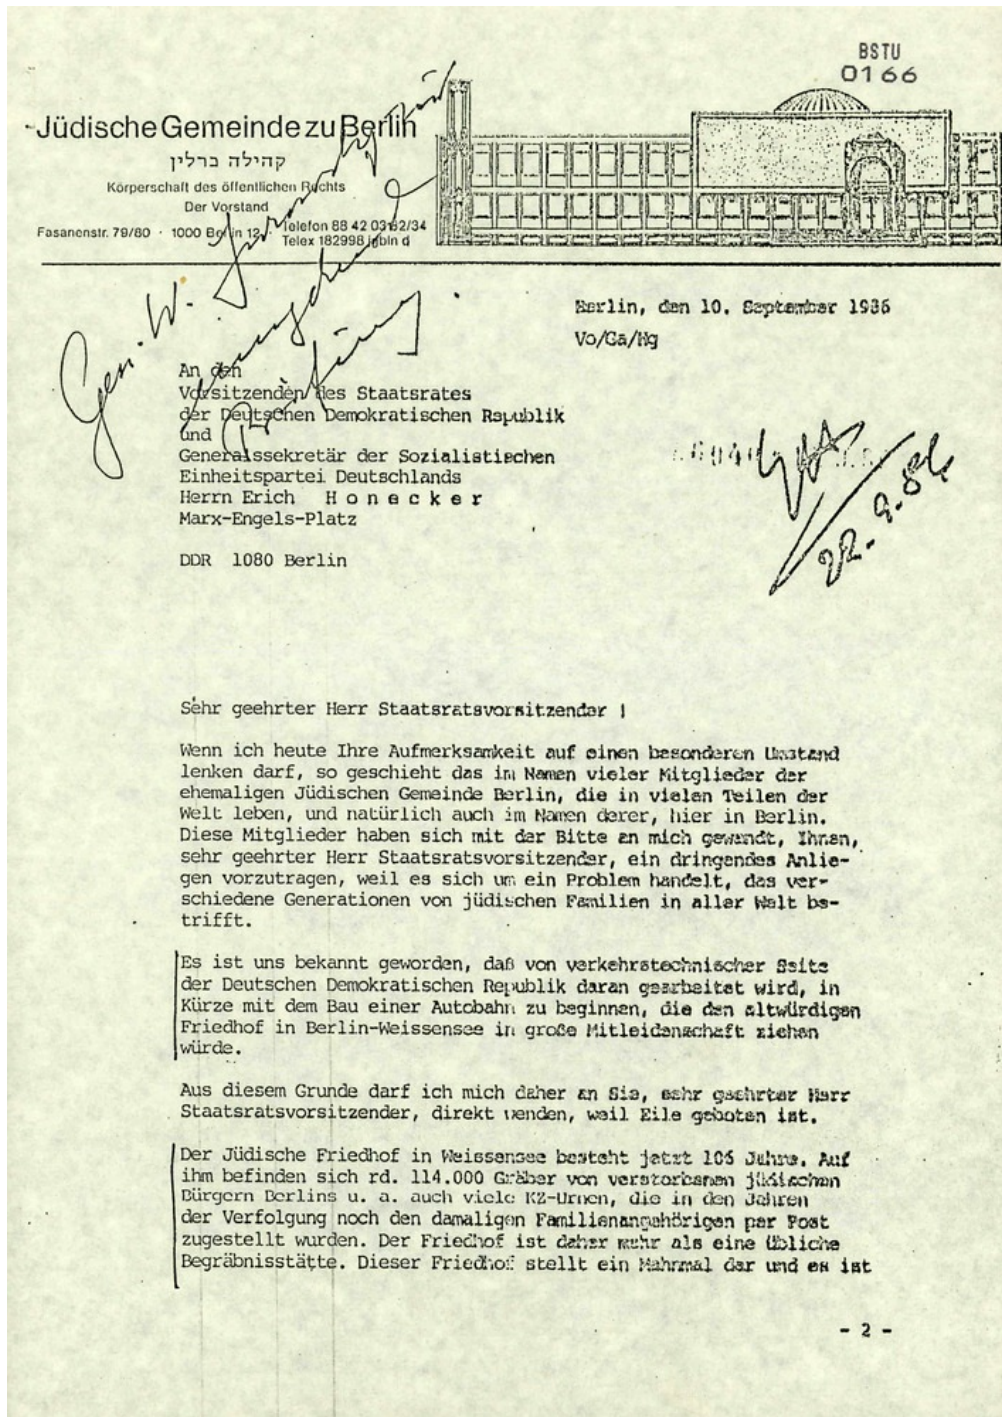 BSTU
0166
Jüdische Gemeinde zu Berlin
קהילה ברלין
Körperschaft des öffentlichen Rechts
Der Vorstand
Fasanenstr. 79/80 · 1000 Berlin 12 · Telefon 88 42 03 32/34
Telex 182998 jgbln d
Gen. W.
Berlin, den 10. September 1986
Vo/Ga/Ng
An den
Vorsitzenden des Staatsrates
der Deutschen Demokratischen Republik
und
Generalssekretär der Sozialistischen
Einheitspartei Deutschlands
Herrn Erich Honecker
Marx-Engels-Platz
DDR 1080 Berlin
22.9.86
Sehr geehrter Herr Staatsratsvorsitzender !
Wenn ich heute Ihre Aufmerksamkeit auf einen besonderen Umstand
lenken darf, so geschieht das im Namen vieler Mitglieder der
ehemaligen Jüdischen Gemeinde Berlin, die in vielen Teilen der
Welt leben, und natürlich auch im Namen derer, hier in Berlin.
Diese Mitglieder haben sich mit der Bitte an mich gewandt, Ihnen,
sehr geehrter Herr Staatsratsvorsitzender, ein dringendes Anlie-
gen vorzutragen, weil es sich um ein Problem handelt, das ver-
schiedene Generationen von jüdischen Familien in aller Welt be-
trifft.
Es ist uns bekannt geworden, daß von verkehrstechnischer Seite
der Deutschen Demokratischen Republik daran gearbeitet wird, in
Kürze mit dem Bau einer Autobahn zu beginnen, die den altwürdigen
Friedhof in Berlin-Weissensee in große Mitleidenschaft ziehen
würde.
Aus diesem Grunde darf ich mich daher an Sie, sehr geehrter Herr
Staatsratsvorsitzender, direkt wenden, weil Eile geboten ist.
Der Jüdische Friedhof in Weissensee besteht jetzt 106 Jahre. Auf
ihm befinden sich rd. 114.000 Gräber von verstorbenen jüdischen
Bürgern Berlins u. a. auch viele KZ-Urnen, die in den Jahren
der Verfolgung noch den damaligen Familienangehörigen per Post
zugestellt wurden. Der Friedhof ist daher mehr als eine übliche
Begräbnisstätte. Dieser Friedhof stellt ein Mahnmal dar und es ist
- 2 -